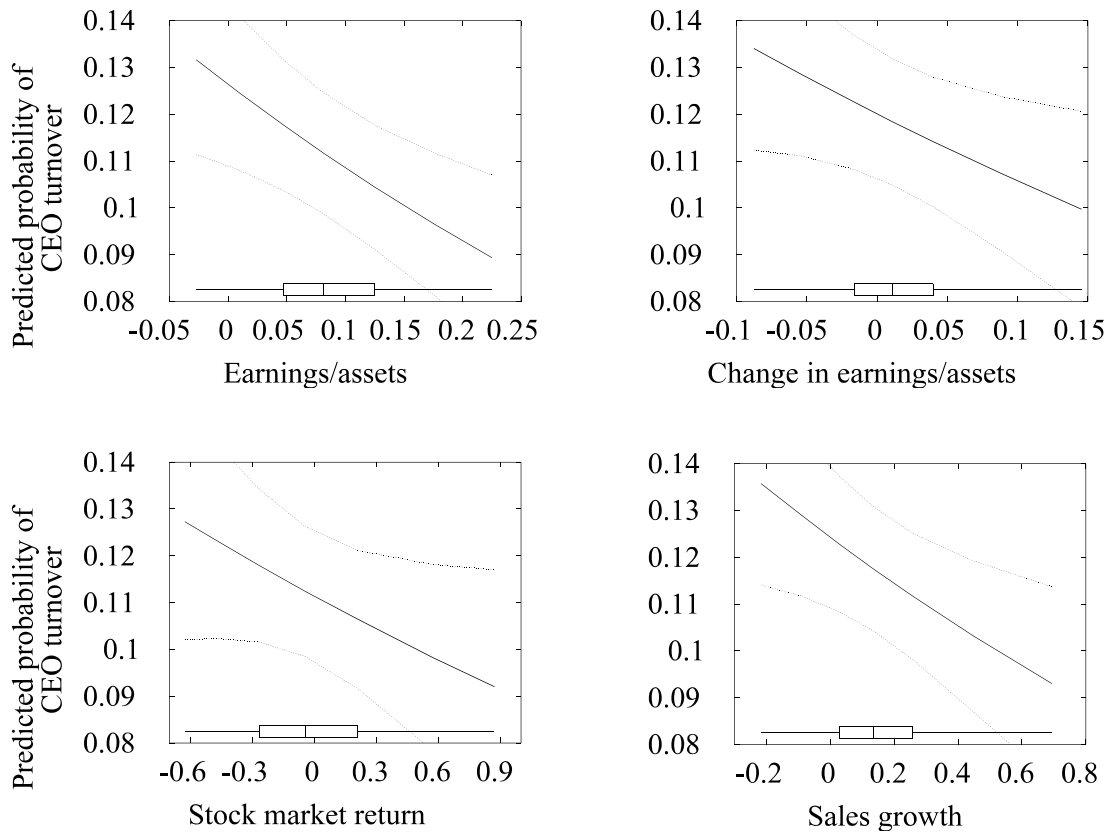 Predicted probability of
CEO turnover
0.14
0.13
0.12
0.11
0.1
0.09
0.08
-0.05 0 0.05 0.1 0.15 0.2 0.25
Earnings/assets
0.14
0.13
0.12
0.11
0.1
0.09
0.08
-0.1 -0.05 0 0.05 0.1 0.15
Change in earnings/assets
Predicted probability of
CEO turnover
0.14
0.13
0.12
0.11
0.1
0.09
0.08
-0.6 -0.3 0 0.3 0.6 0.9
Stock market return
0.14
0.13
0.12
0.11
0.1
0.09
0.08
-0.2 0 0.2 0.4 0.6 0.8
Sales growth